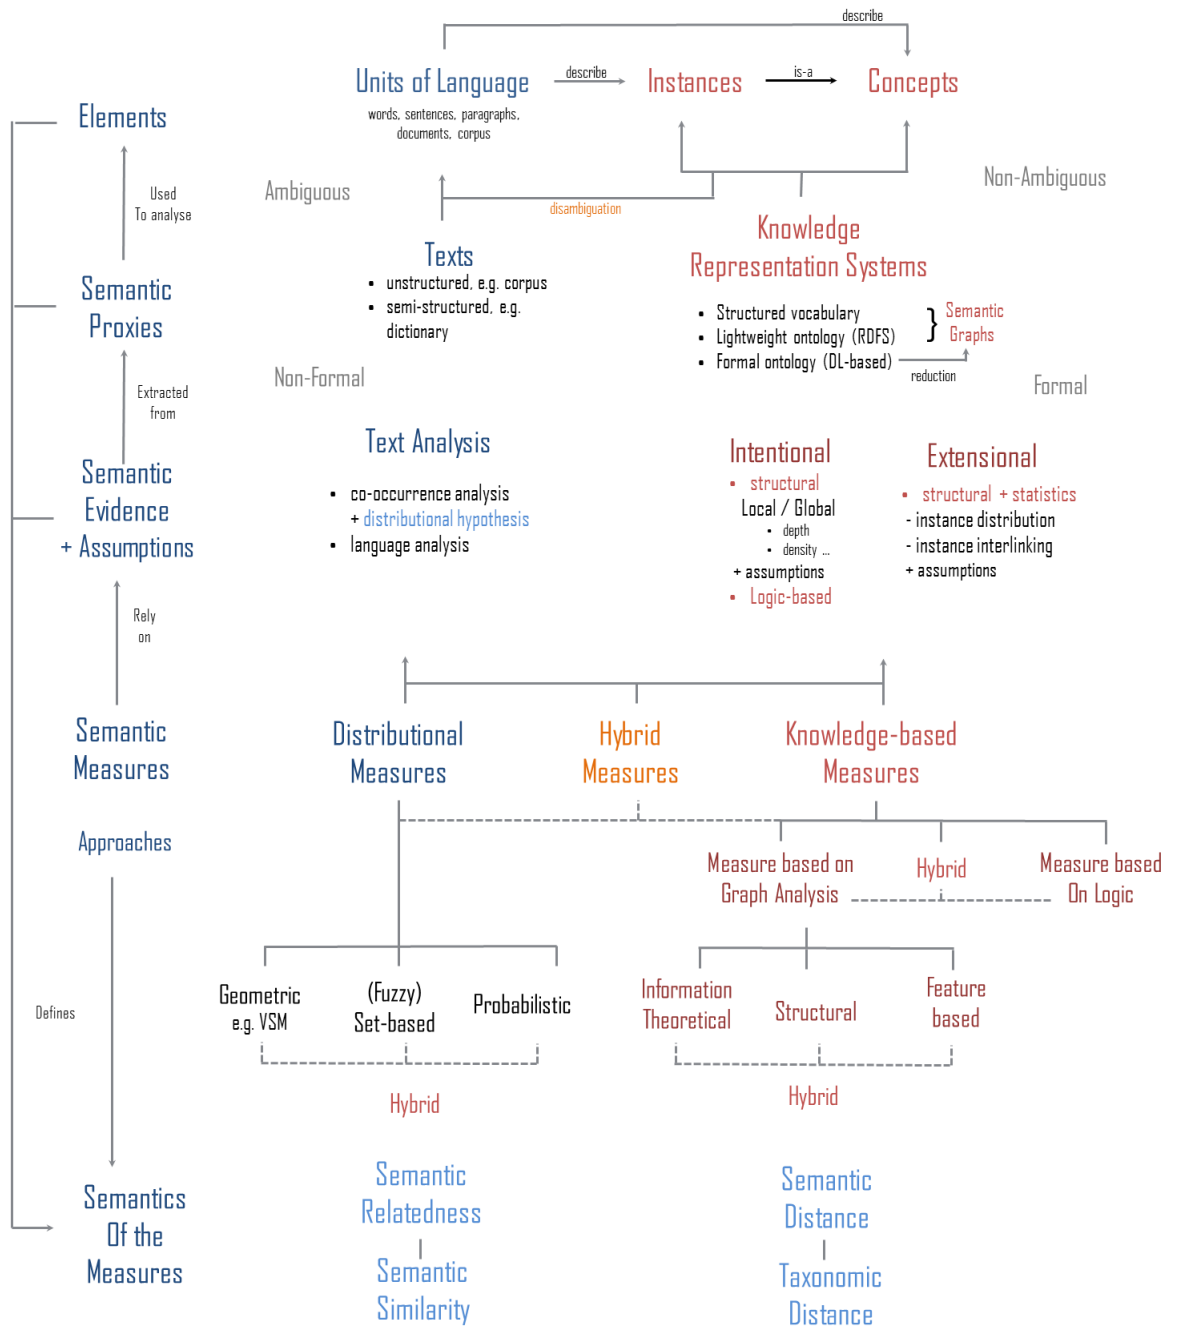 describe
Units of Language
describe
Instances
is-a
Concepts
words, sentences, paragraphs,
documents, corpus
Elements
Ambiguous
Non-Ambiguous
Used
To analyse
disambiguation
Knowledge
Representation Systems
Texts
• unstructured, e.g. corpus
• semi-structured, e.g.
dictionary
Semantic
Proxies
• Structured vocabulary
• Lightweight ontology (RDFS)
• Formal ontology (DL-based)
}
Semantic
Graphs
reduction
Non-Formal
Formal
Extracted
from
Text Analysis
• co-occurrence analysis
+ distributional hypothesis
• language analysis
Intentional
• structural
Local / Global
• depth
• density ...
+ assumptions
• Logic-based
Extensional
• structural + statistics
- instance distribution
- instance interlinking
+ assumptions
Semantic
Evidence
+ Assumptions
Rely
on
Semantic
Measures
Distributional
Measures
Hybrid
Measures
Knowledge-based
Measures
Approaches
Measure based on
Graph Analysis
Hybrid
Measure based
On Logic
Defines
Geometric
e.g. VSM
(Fuzzy)
Set-based
Probabilistic
Information
Theoretical
Structural
Feature
based
Hybrid
Hybrid
Semantics
Of the
Measures
Semantic
Relatedness
Semantic
Similarity
Semantic
Distance
Taxonomic
Distance